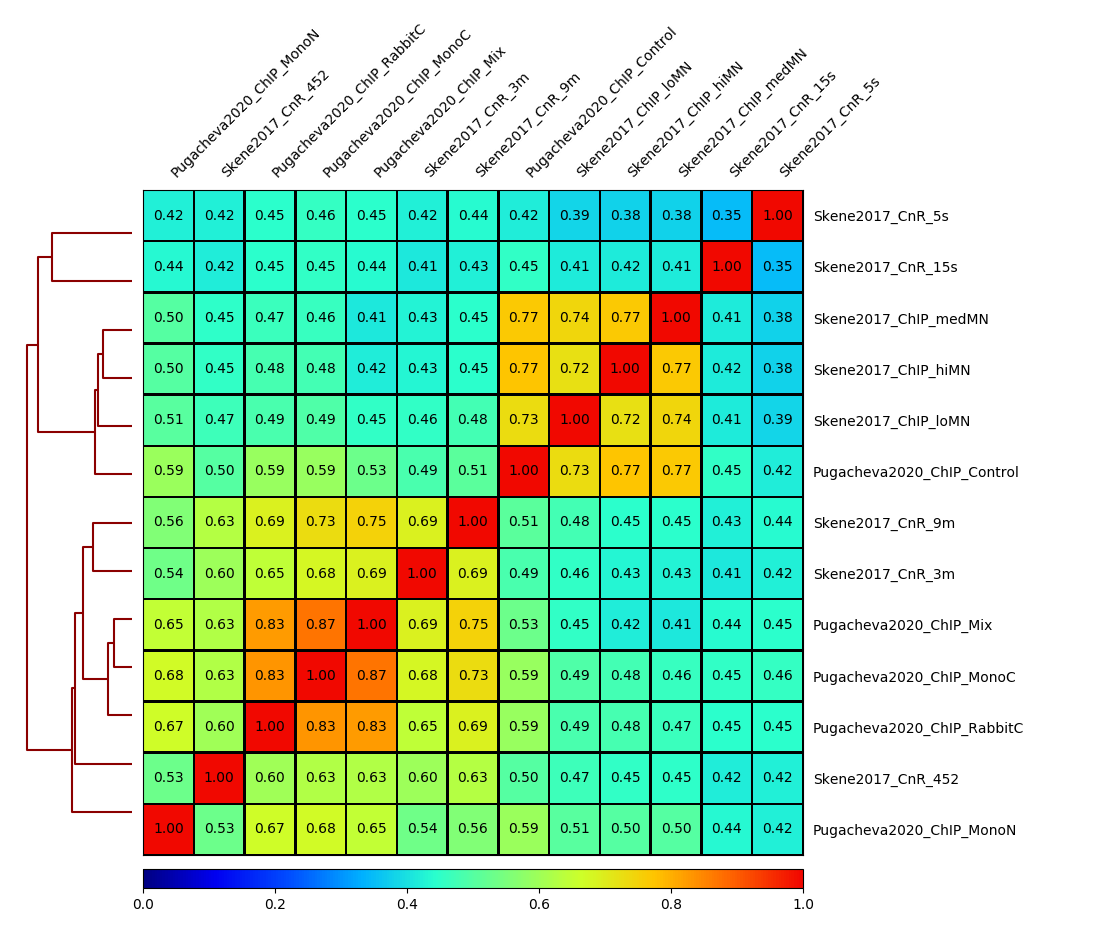 Pugacheva2020_ChIP_MonoN
Skene2017_CnR_452
Pugacheva2020_ChIP_RabbitC
Pugacheva2020_ChIP_MonoC
Pugacheva2020_ChIP_Mix
Skene2017_CnR_3m
Skene2017_CnR_9m
Pugacheva2020_ChIP_Control
Skene2017_ChIP_loMN
Skene2017_ChIP_hiMN
Skene2017_ChIP_medMN
Skene2017_CnR_15s
Skene2017_CnR_5s
0.42 0.42 0.45 0.46 0.45 0.42 0.44 0.42 0.39 0.38 0.38 0.35 1.00 Skene2017_CnR_5s
0.44 0.42 0.45 0.45 0.44 0.41 0.43 0.45 0.41 0.42 0.41 1.00 0.35 Skene2017_CnR_15s
0.50 0.45 0.47 0.46 0.41 0.43 0.45 0.77 0.74 0.77 1.00 0.41 0.38 Skene2017_ChIP_medMN
0.50 0.45 0.48 0.48 0.42 0.43 0.45 0.77 0.72 1.00 0.77 0.42 0.38 Skene2017_ChIP_hiMN
0.51 0.47 0.49 0.49 0.45 0.46 0.48 0.73 1.00 0.72 0.74 0.41 0.39 Skene2017_ChIP_loMN
0.59 0.50 0.59 0.59 0.53 0.49 0.51 1.00 0.73 0.77 0.77 0.45 0.42 Pugacheva2020_ChIP_Control
0.56 0.63 0.69 0.73 0.75 0.69 1.00 0.51 0.48 0.45 0.45 0.43 0.44 Skene2017_CnR_9m
0.54 0.60 0.65 0.68 0.69 1.00 0.69 0.49 0.46 0.43 0.43 0.41 0.42 Skene2017_CnR_3m
0.65 0.63 0.83 0.87 1.00 0.69 0.75 0.53 0.45 0.42 0.41 0.44 0.45 Pugacheva2020_ChIP_Mix
0.68 0.63 0.83 1.00 0.87 0.68 0.73 0.59 0.49 0.48 0.46 0.45 0.46 Pugacheva2020_ChIP_MonoC
0.67 0.60 1.00 0.83 0.83 0.65 0.69 0.59 0.49 0.48 0.47 0.45 0.45 Pugacheva2020_ChIP_RabbitC
0.53 1.00 0.60 0.63 0.63 0.60 0.63 0.50 0.47 0.45 0.45 0.42 0.42 Skene2017_CnR_452
1.00 0.53 0.67 0.68 0.65 0.54 0.56 0.59 0.51 0.50 0.50 0.44 0.42 Pugacheva2020_ChIP_MonoN
0.0 0.2 0.4 0.6 0.8 1.0